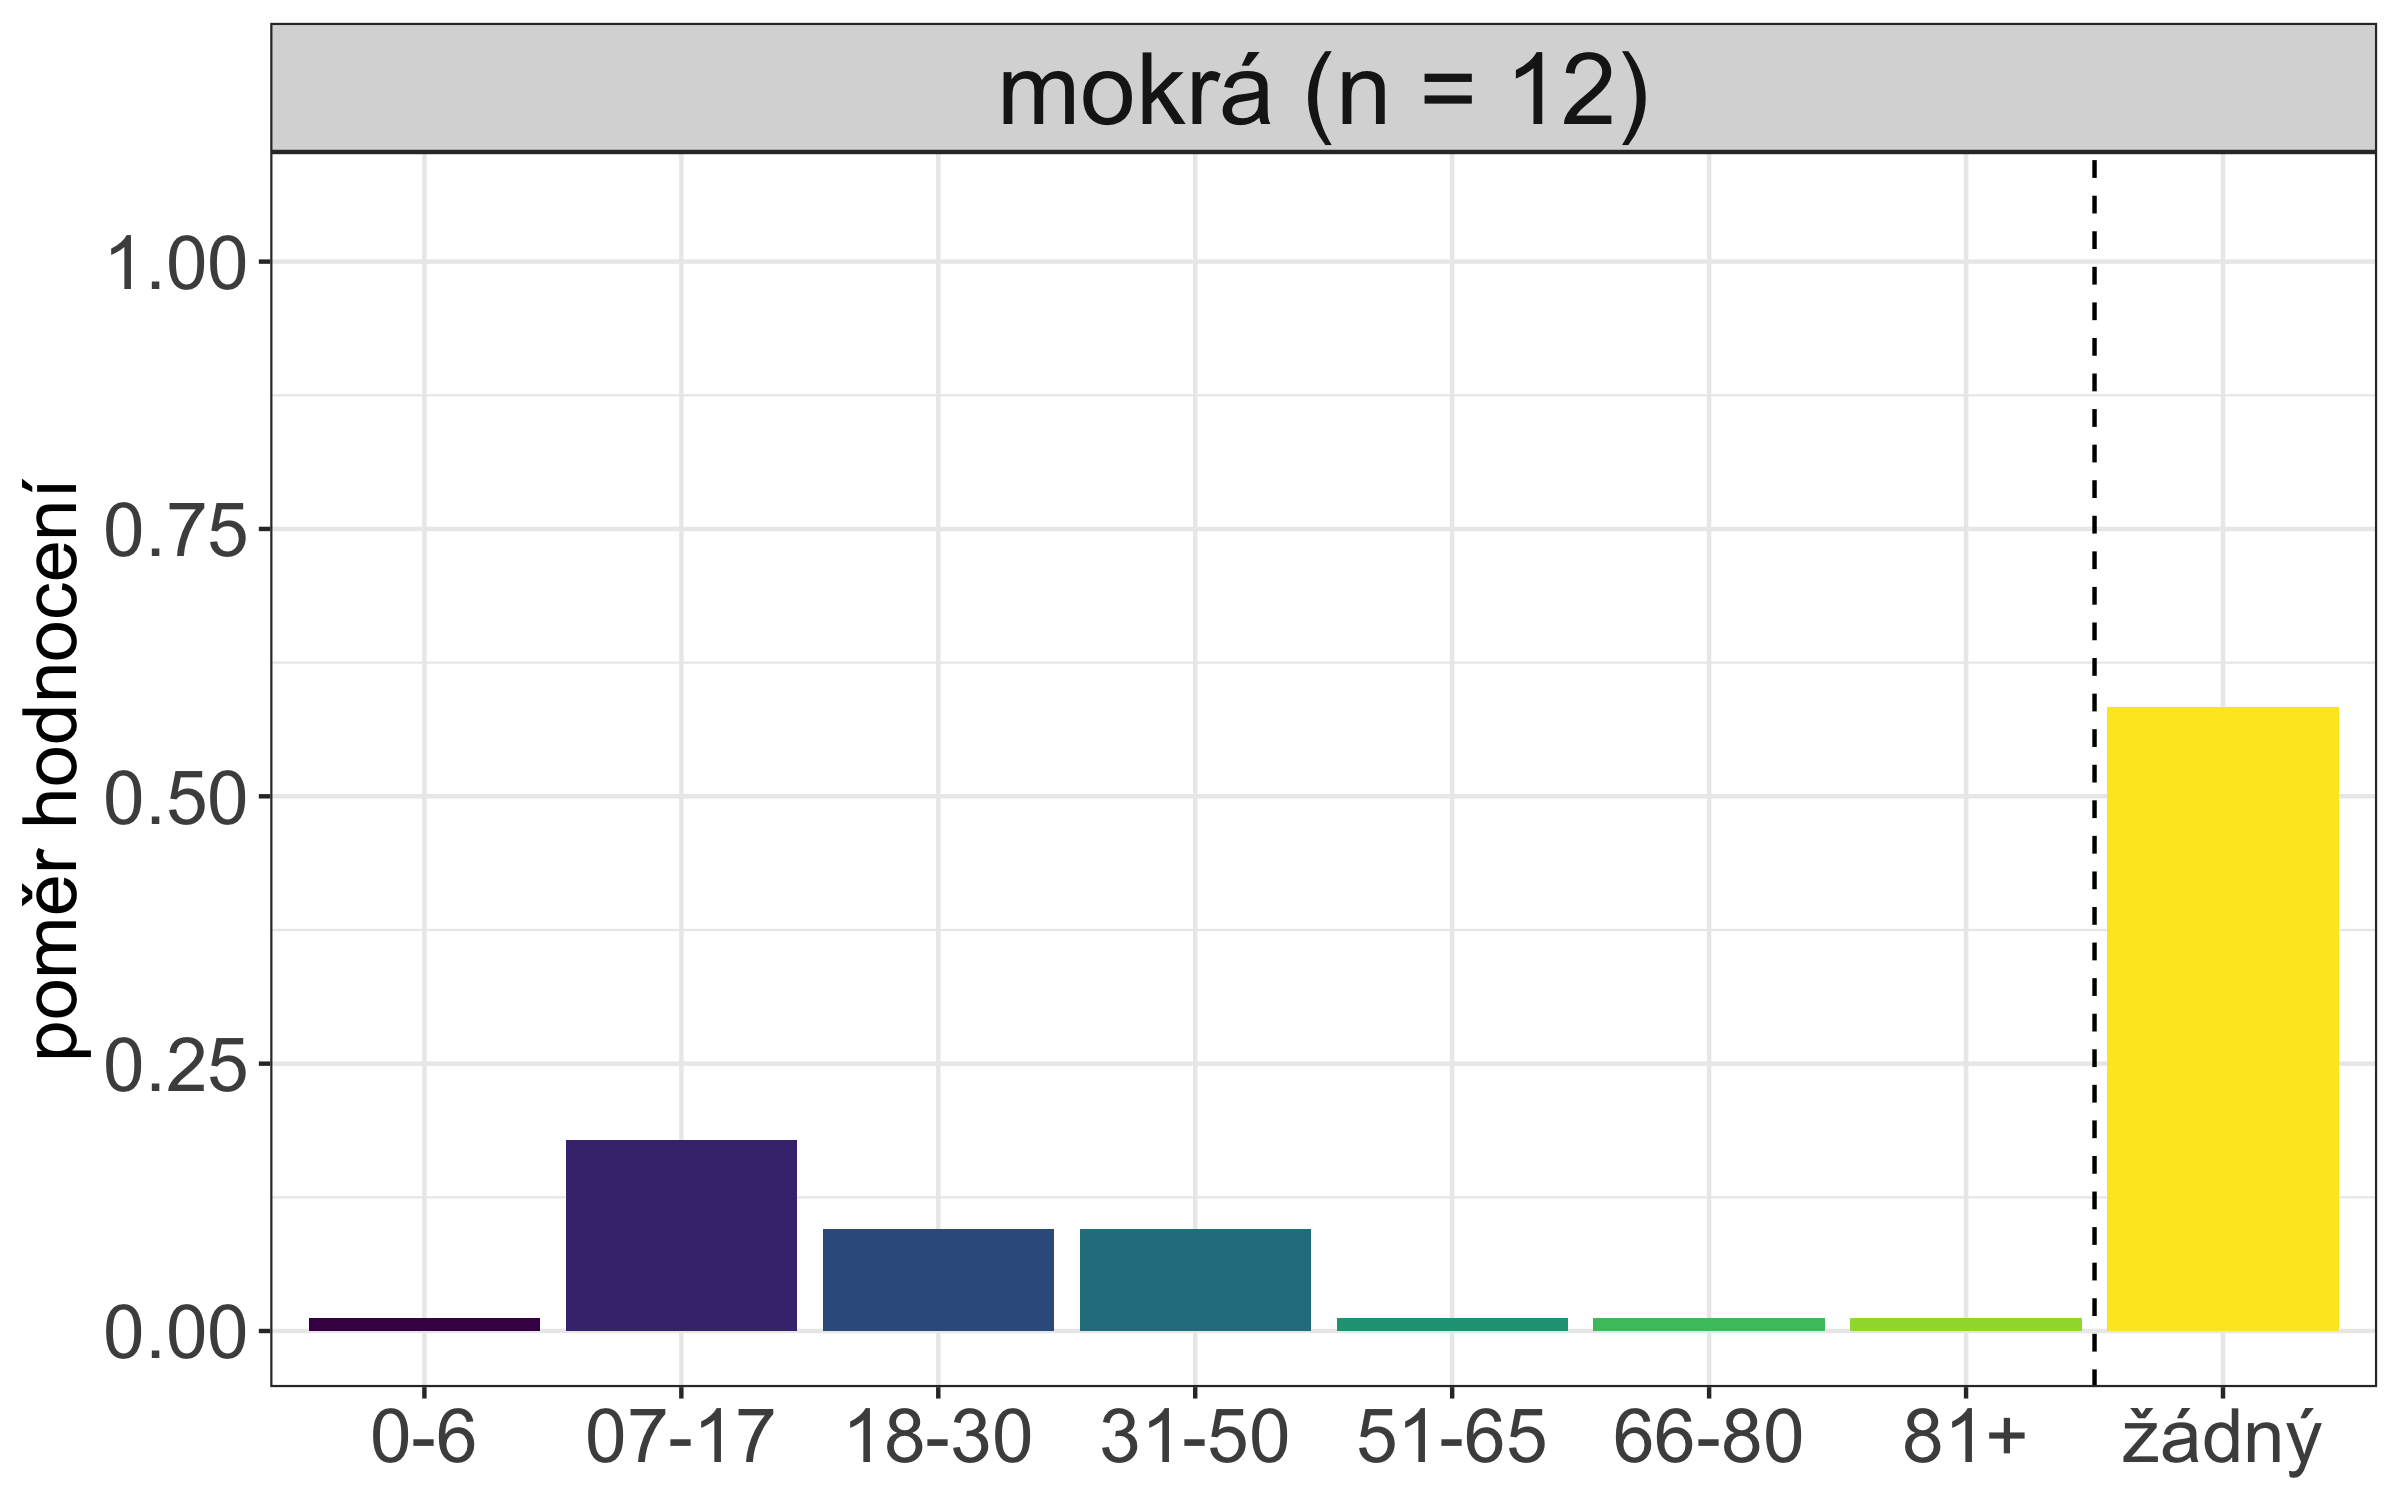 mokrá (n = 12)
poměr hodnocení
1.00
0.75
0.50
0.25
0.00
0-6 07-17 18-30 31-50 51-65 66-80 81+ žádný